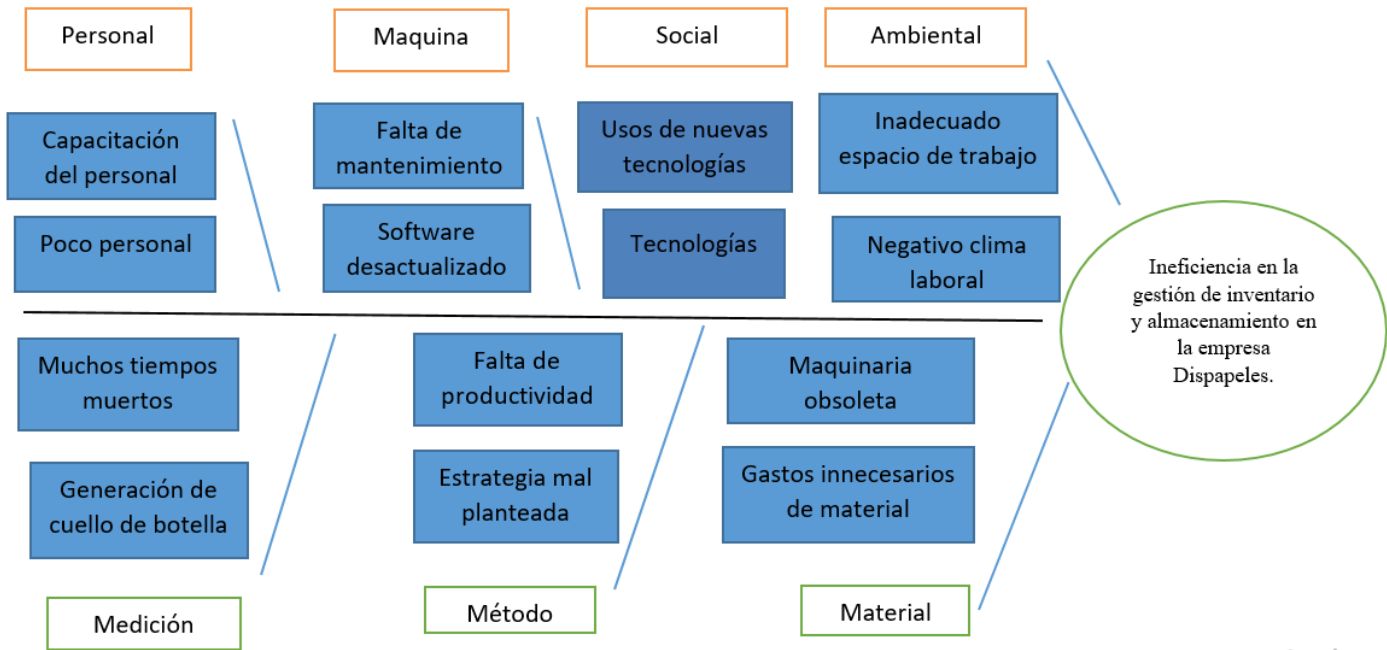 Personal
Maquina
Social
Ambiental
Capacitación
del personal
Falta de
mantenimiento
Usos de nuevas
tecnologías
Inadecuado
espacio de trabajo
Poco personal
Software
desactualizado
Tecnologías
Negativo clima
laboral
Ineficiencia en la
gestión de inventario
y almacenamiento en
la empresa
Dispapeles.
Muchos tiempos
muertos
Falta de
productividad
Maquinaria
obsoleta
Generación de
cuello de botella
Estrategia mal
planteada
Gastos innecesarios
de material
Medición
Método
Material